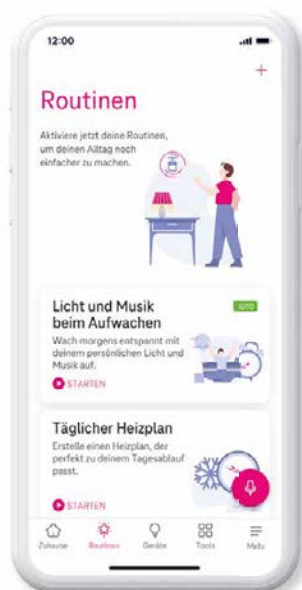 12:00
+
Routinen
Aktiviere jetzt deine Routinen,
um deinen Alltag noch
einfacher zu machen.
Licht und Musik
beim Aufwachen
Wach morgens entspannt mit
deinem persönlichen Licht und
Musik auf.
STARTEN
Täglicher Heizplan
Erstelle einen Heizplan, der
perfekt zu deinem Tagesablauf
passt.
STARTEN
Zuhause Routinen Geräte Tools Mehr